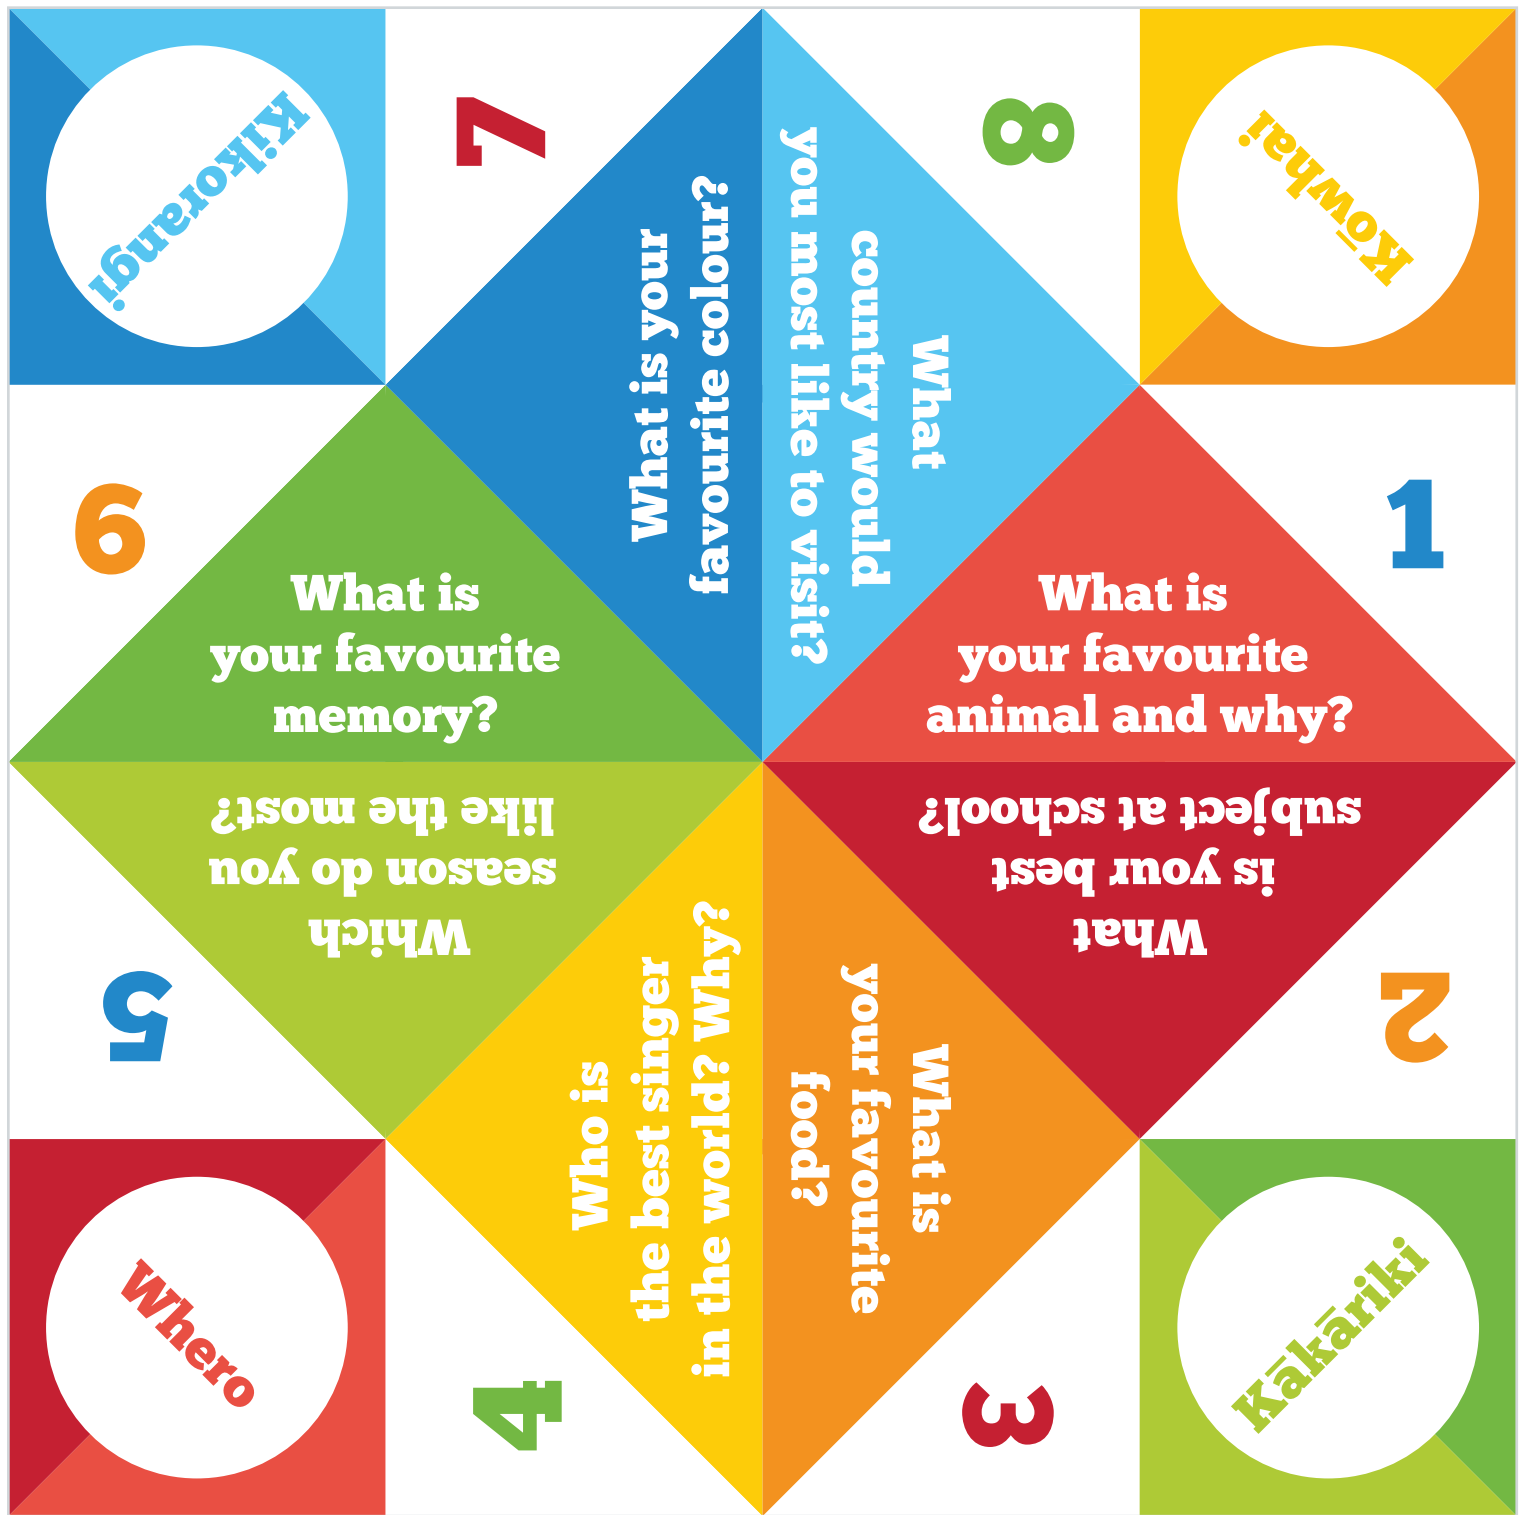 Kikorangi
7
8
Kōwhai
What is your
favourite colour?
What
country would
you most like to visit?
6
1
What is
your favourite
memory?
What is
your favourite
animal and why?
Which
season do you
like the most?
What
is your best
subject at school?
5
2
Who is
the best singer
in the world? Why?
What is
your favourite
food?
Whero
4
3
Kākāriki